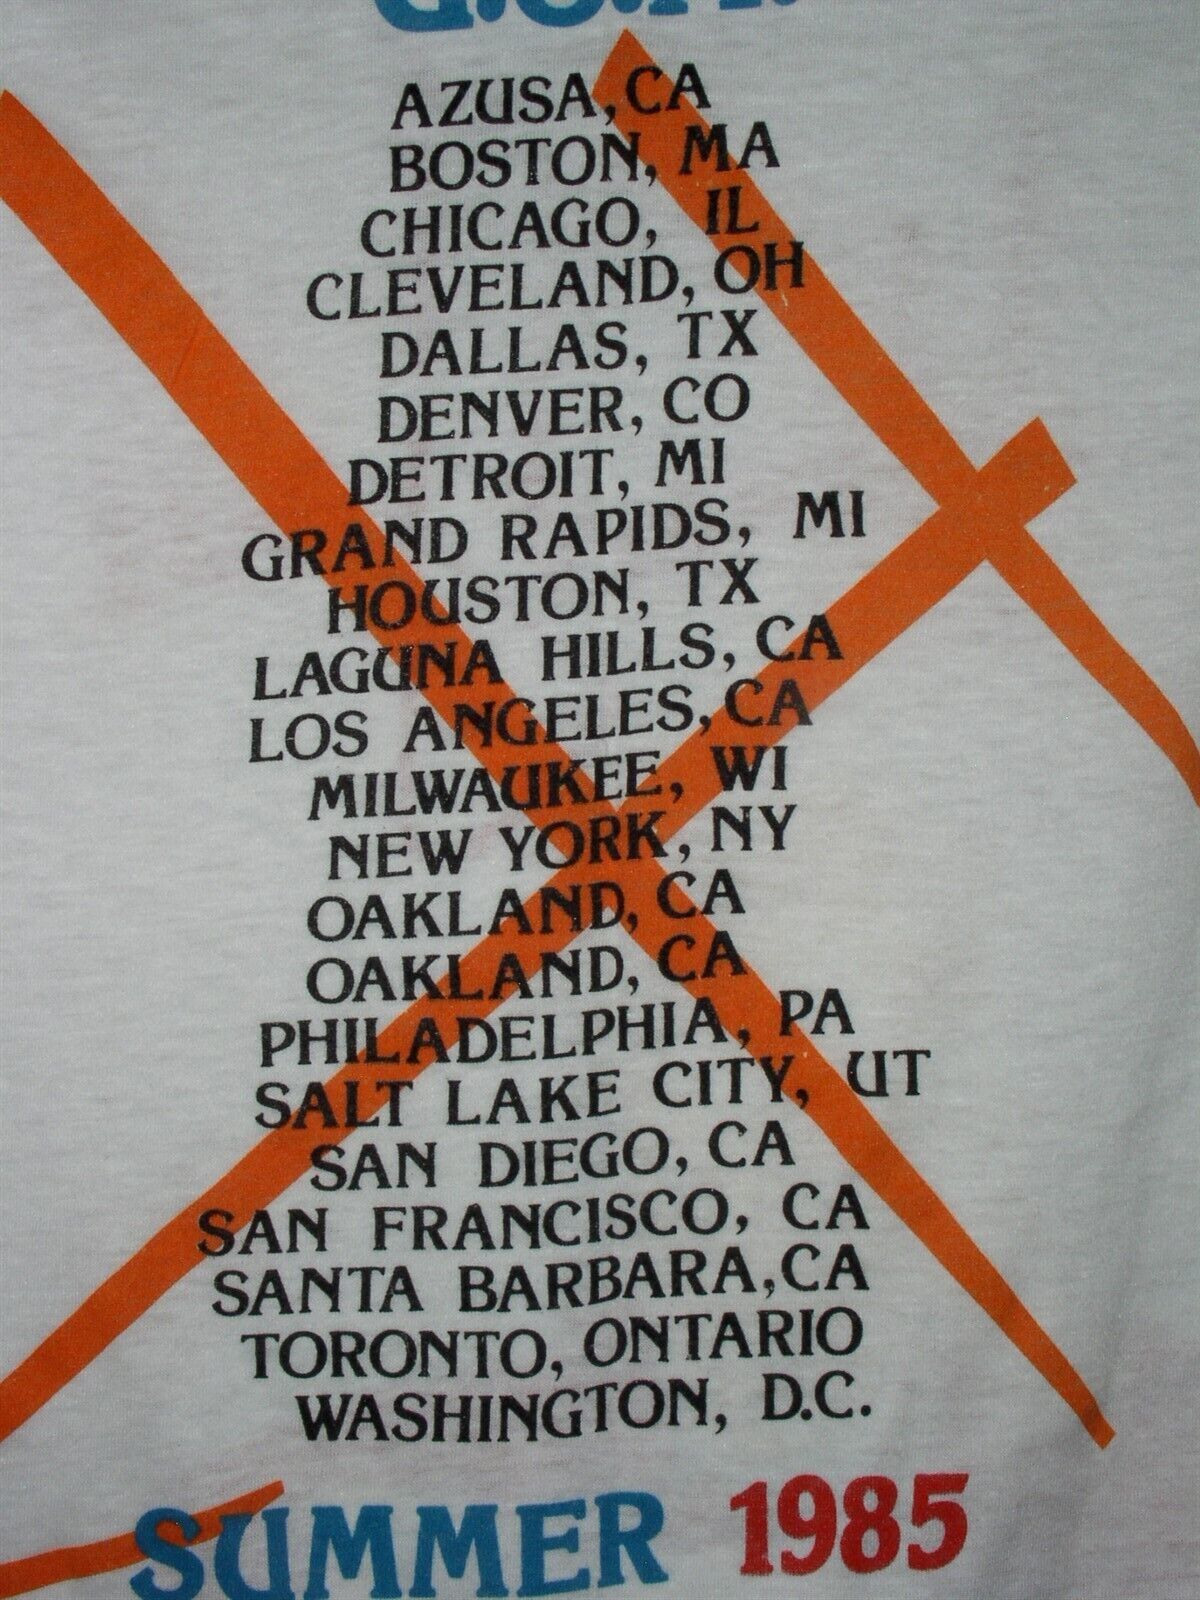 AZUSA, CA
BOSTON, MA
CHICAGO, IL
CLEVELAND, OH
DALLAS, TX
DENVER, CO
DETROIT, MI
GRAND RAPIDS, MI
HOUSTON, TX
LAGUNA HILLS, CA
LOS ANGELES, CA
MILWAUKEE, WI
NEW YORK, NY
OAKLAND, CA
OAKLAND, CA
PHILADELPHIA, PA
SALT LAKE CITY, UT
SAN DIEGO, CA
SAN FRANCISCO, CA
SANTA BARBARA, CA
TORONTO, ONTARIO
WASHINGTON, D.C.
SUMMER 1985